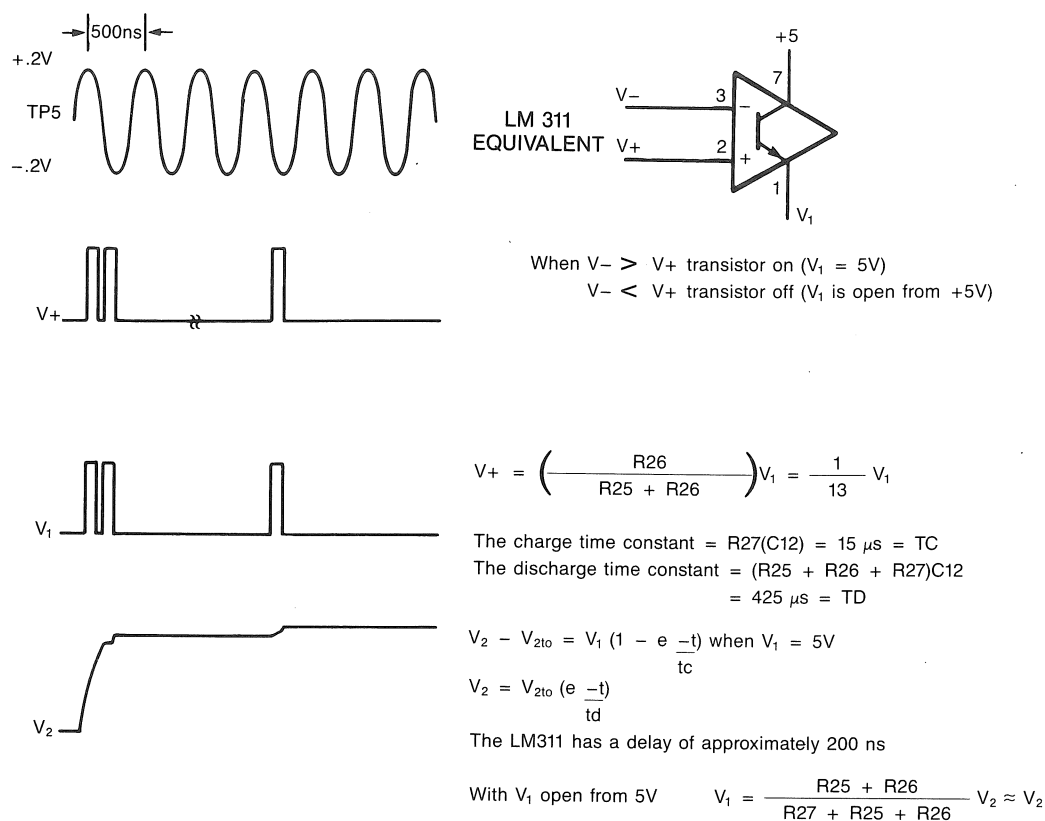 500ns
+.2V
TP5
−.2V
+5
7
V−
3
−
LM 311
EQUIVALENT
V+
2
+
1
V₁
When V− > V+ transistor on (V₁ = 5V)
V− < V+ transistor off (V₁ is open from +5V)
V+
V+ = (R26 / R25 + R26) V₁ = 1/13 V₁
V₁
The charge time constant = R27(C12) = 15 µs = TC
The discharge time constant = (R25 + R26 + R27)C12
= 425 µs = TD
V₂ − V₂ₜₒ = V₁ (1 − e −t/tc) when V₁ = 5V
V₂ = V₂ₜₒ (e −t/td)
V₂
The LM311 has a delay of approximately 200 ns
With V₁ open from 5V V₁ = R25 + R26 / R27 + R25 + R26 V₂ ≈ V₂